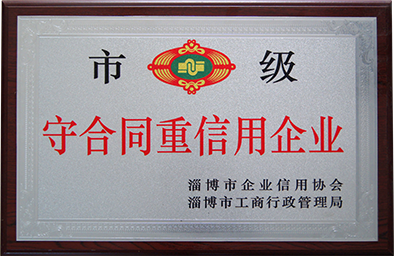 市 级
守合同重信用企业
淄博市企业信用协会
淄博市工商行政管理局